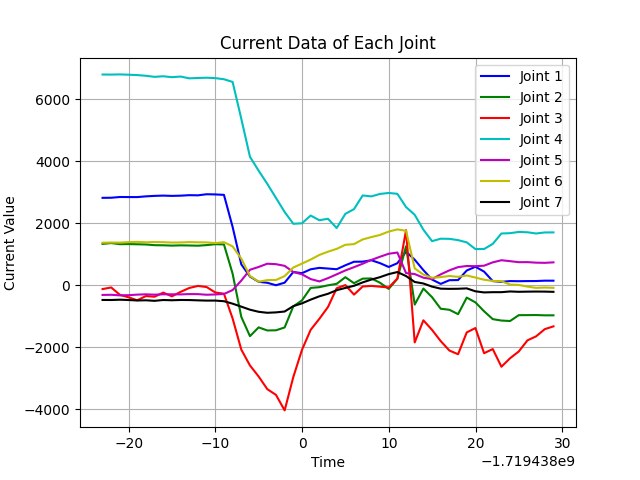 Current Data of Each Joint
Joint 1
Joint 2
Joint 3
Joint 4
Joint 5
Joint 6
Joint 7
Current Value
6000
4000
2000
0
−2000
−4000
−20
−10
0
10
20
30
Time
−1.719438e9